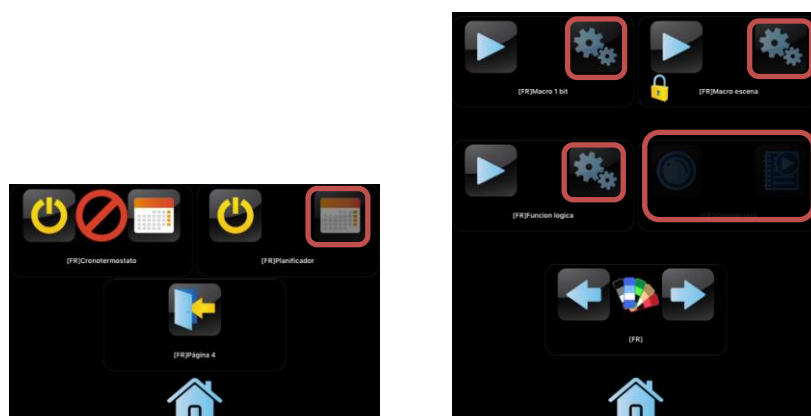 [FR]Cronotermostato
[FR]Planificador
[FR]Página 4
[FR]Macro 1 bit
[FR]Macro escena
[FR]Funcion logica
[FR]